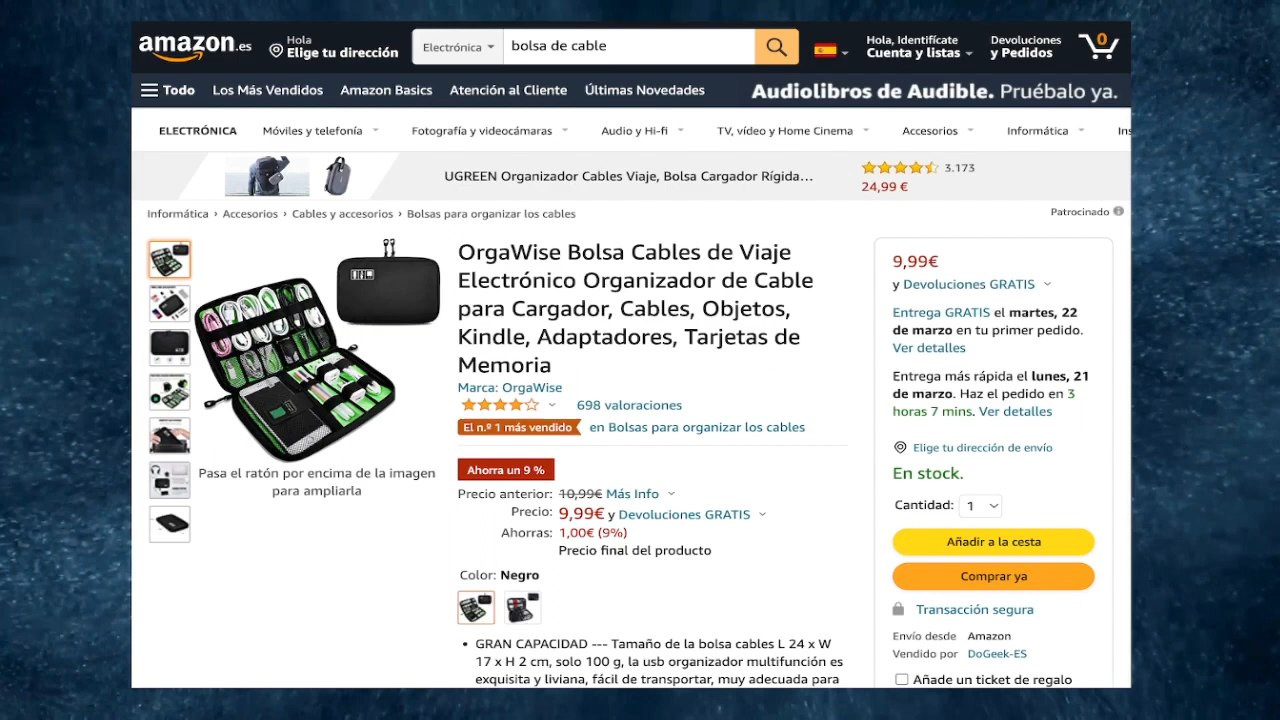 amazon.es
Hola
Elige tu dirección
Electrónica
bolsa de cable
Hola, Identifícate
Cuenta y listas
Devoluciones
y Pedidos
0
Todo
Los Más Vendidos
Amazon Basics
Atención al Cliente
Últimas Novedades
Audiolibros de Audible. Pruébalo ya.
ELECTRÓNICA
Móviles y telefonía
Fotografía y videocámaras
Audio y Hi-fi
TV, vídeo y Home Cinema
Accesorios
Informática
Ins
UGREEN Organizador Cables Viaje, Bolsa Cargador Rígida…
3.173
24,99 €
Informática › Accesorios › Cables y accesorios › Bolsas para organizar los cables
Patrocinado
OrgaWise Bolsa Cables de Viaje
Electrónico Organizador de Cable
para Cargador, Cables, Objetos,
Kindle, Adaptadores, Tarjetas de
Memoria
Marca: OrgaWise
698 valoraciones
El n.º 1 más vendido
en Bolsas para organizar los cables
Pasa el ratón por encima de la imagen
para ampliarla
Ahorra un 9 %
Precio anterior: 10,99€ Más Info
Precio: 9,99€ y Devoluciones GRATIS
Ahorras: 1,00€ (9%)
Precio final del producto
Color: Negro
• GRAN CAPACIDAD --- Tamaño de la bolsa cables L 24 x W
17 x H 2 cm, solo 100 g, la usb organizador multifunción es
exquisita y liviana, fácil de transportar, muy adecuada para
9,99€
y Devoluciones GRATIS
Entrega GRATIS el martes, 22
de marzo en tu primer pedido.
Ver detalles
Entrega más rápida el lunes, 21
de marzo. Haz el pedido en 3
horas 7 mins. Ver detalles
Elige tu dirección de envío
En stock.
Cantidad: 1
Añadir a la cesta
Comprar ya
Transacción segura
Envío desde Amazon
Vendido por DoGeek-ES
Añade un ticket de regalo